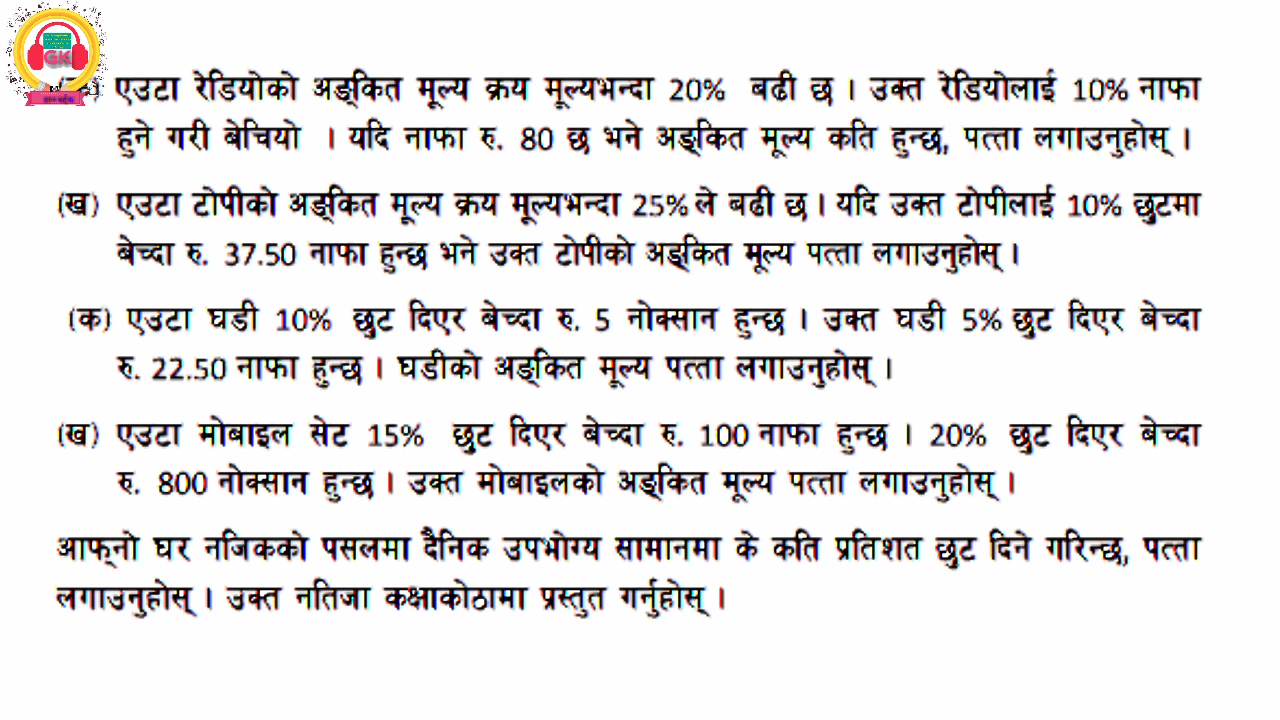 GK
एउटा रेडियोको अङ्कित मूल्य क्रय मूल्यभन्दा 20% बढी छ । उक्त रेडियोलाई 10% नाफा
हुने गरी बेचियो । यदि नाफा रु. 80 छ भने अङ्कित मूल्य कति हुन्छ, पत्ता लगाउनुहोस् ।
(ख) एउटा टोपीको अङ्कित मूल्य क्रय मूल्यभन्दा 25% ले बढी छ । यदि उक्त टोपीलाई 10% छुटमा
बेच्दा रु. 37.50 नाफा हुन्छ भने उक्त टोपीको अङ्कित मूल्य पत्ता लगाउनुहोस् ।
(क) एउटा घडी 10% छुट दिएर बेच्दा रु. 5 नोक्सान हुन्छ । उक्त घडी 5% छुट दिएर बेच्दा
रु. 22.50 नाफा हुन्छ । घडीको अङ्कित मूल्य पत्ता लगाउनुहोस् ।
(ख) एउटा मोबाइल सेट 15% छुट दिएर बेच्दा रु. 100 नाफा हुन्छ । 20% छुट दिएर बेच्दा
रु. 800 नोक्सान हुन्छ । उक्त मोबाइलको अङ्कित मूल्य पत्ता लगाउनुहोस् ।
आफ्नो घर नजिकको पसलमा दैनिक उपभोग्य सामानमा के कति प्रतिशत छुट दिने गरिन्छ, पत्ता
लगाउनुहोस् । उक्त नतिजा कक्षाकोठामा प्रस्तुत गर्नुहोस् ।